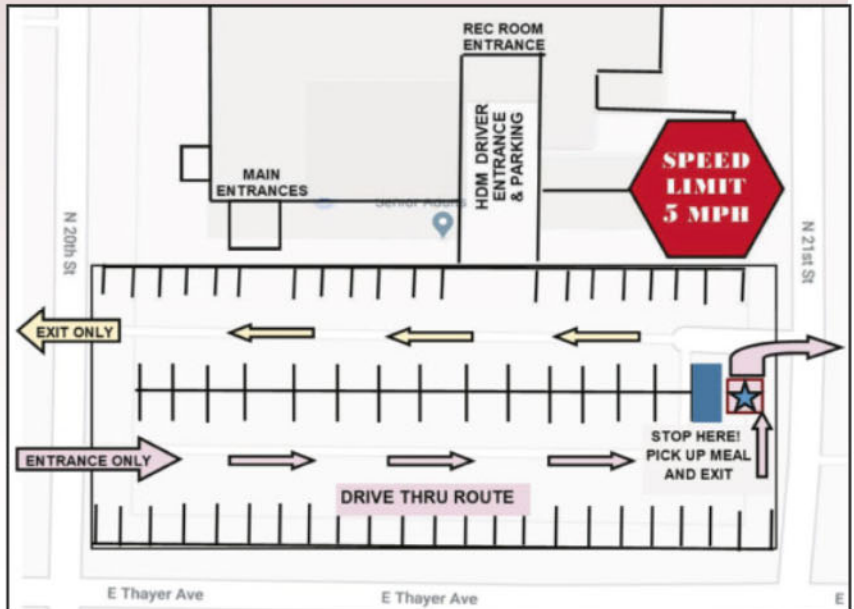 REC ROOM
ENTRANCE
HDM DRIVER
ENTRANCE
& PARKING
SPEED
LIMIT
5 MPH
MAIN
ENTRANCES
N 20th St
N 21st St
EXIT ONLY
STOP HERE!
PICK UP MEAL
AND EXIT
ENTRANCE ONLY
DRIVE THRU ROUTE
E Thayer Ave
E Thayer Ave
E